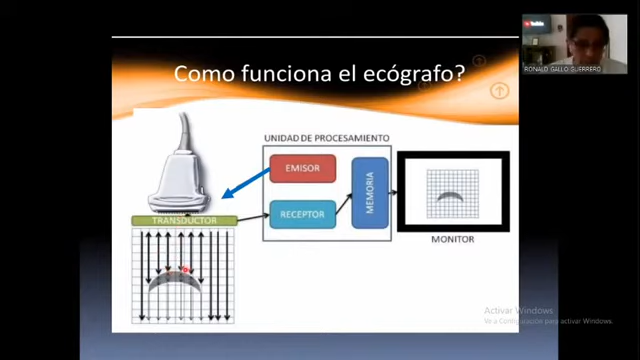 Como funciona el ecógrafo?
RONALD GALLO GUERRERO
UNIDAD DE PROCESAMIENTO
EMISOR
RECEPTOR
MEMORIA
TRANSDUCTOR
MONITOR
Activar Windows
Ve a Configuración para activar Windows.